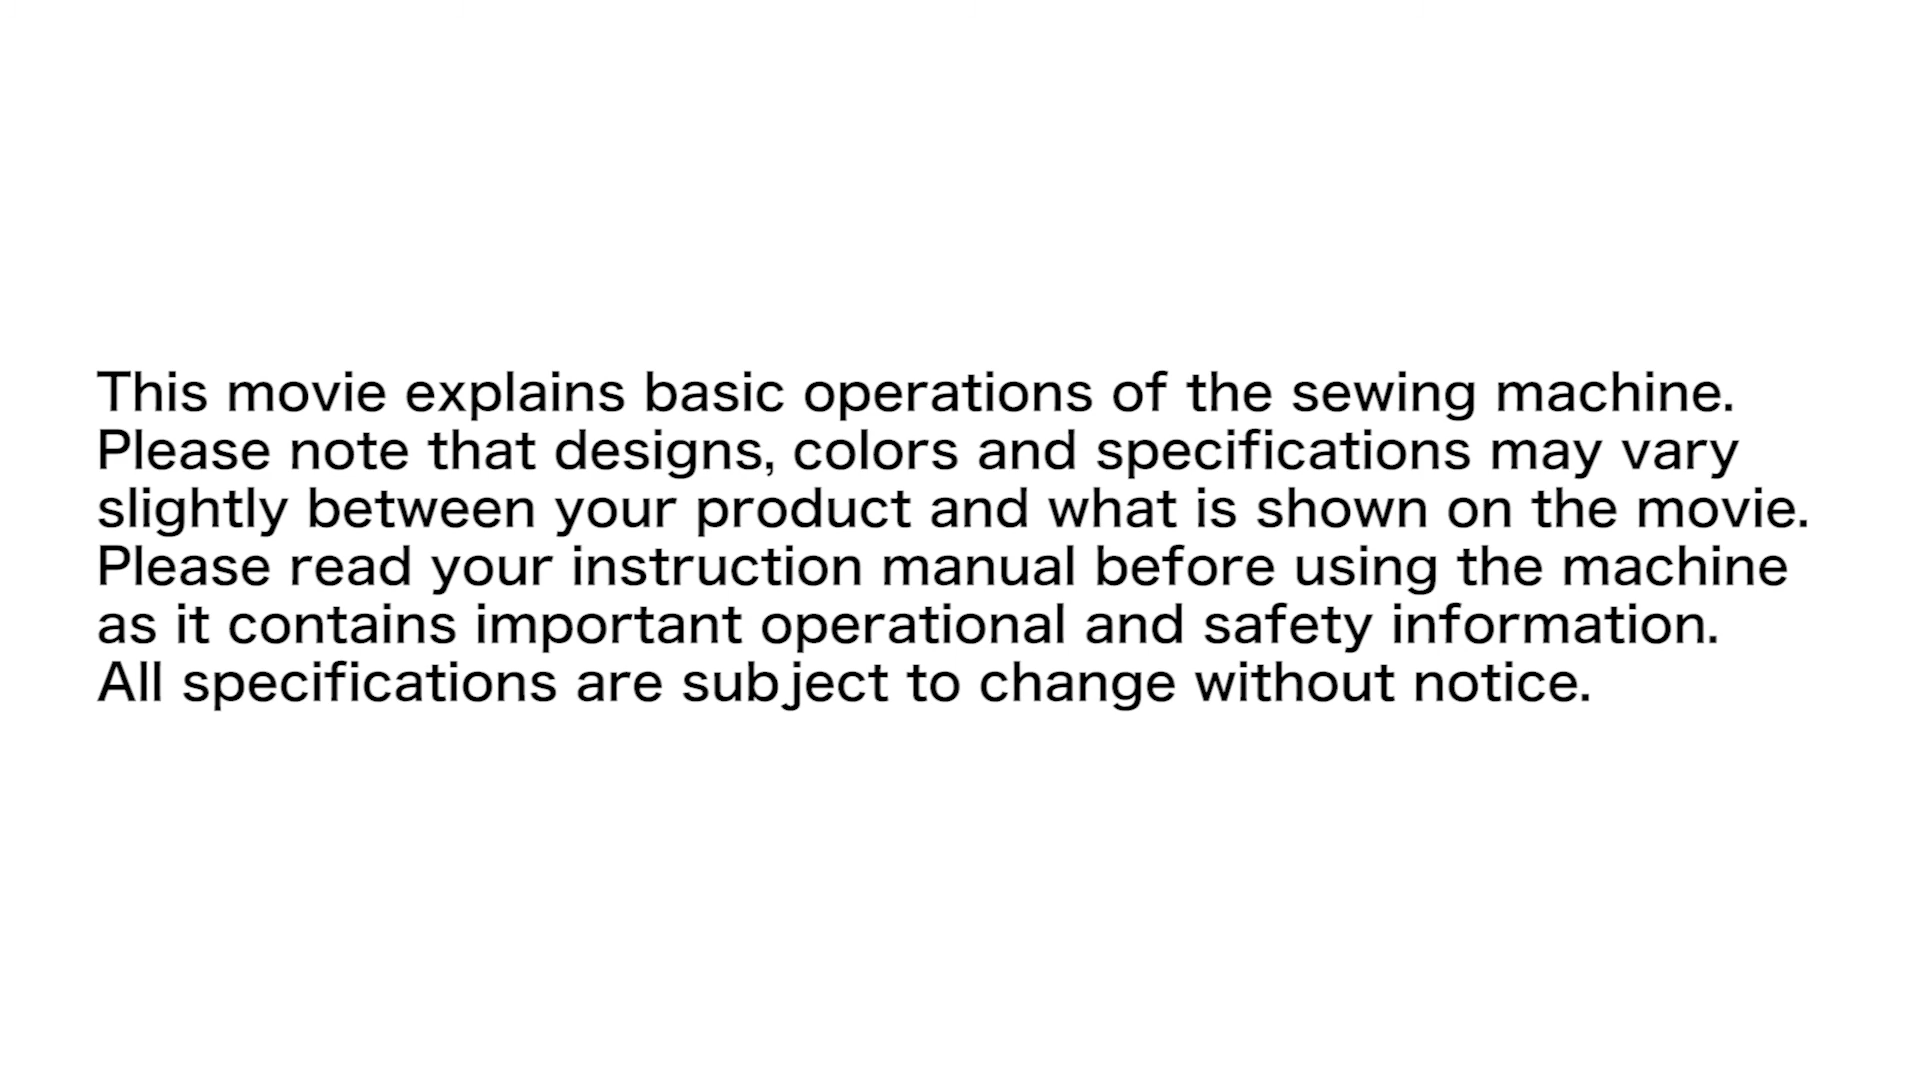 This movie explains basic operations of the sewing machine.
Please note that designs, colors and specifications may vary
slightly between your product and what is shown on the movie.
Please read your instruction manual before using the machine
as it contains important operational and safety information.
All specifications are subject to change without notice.